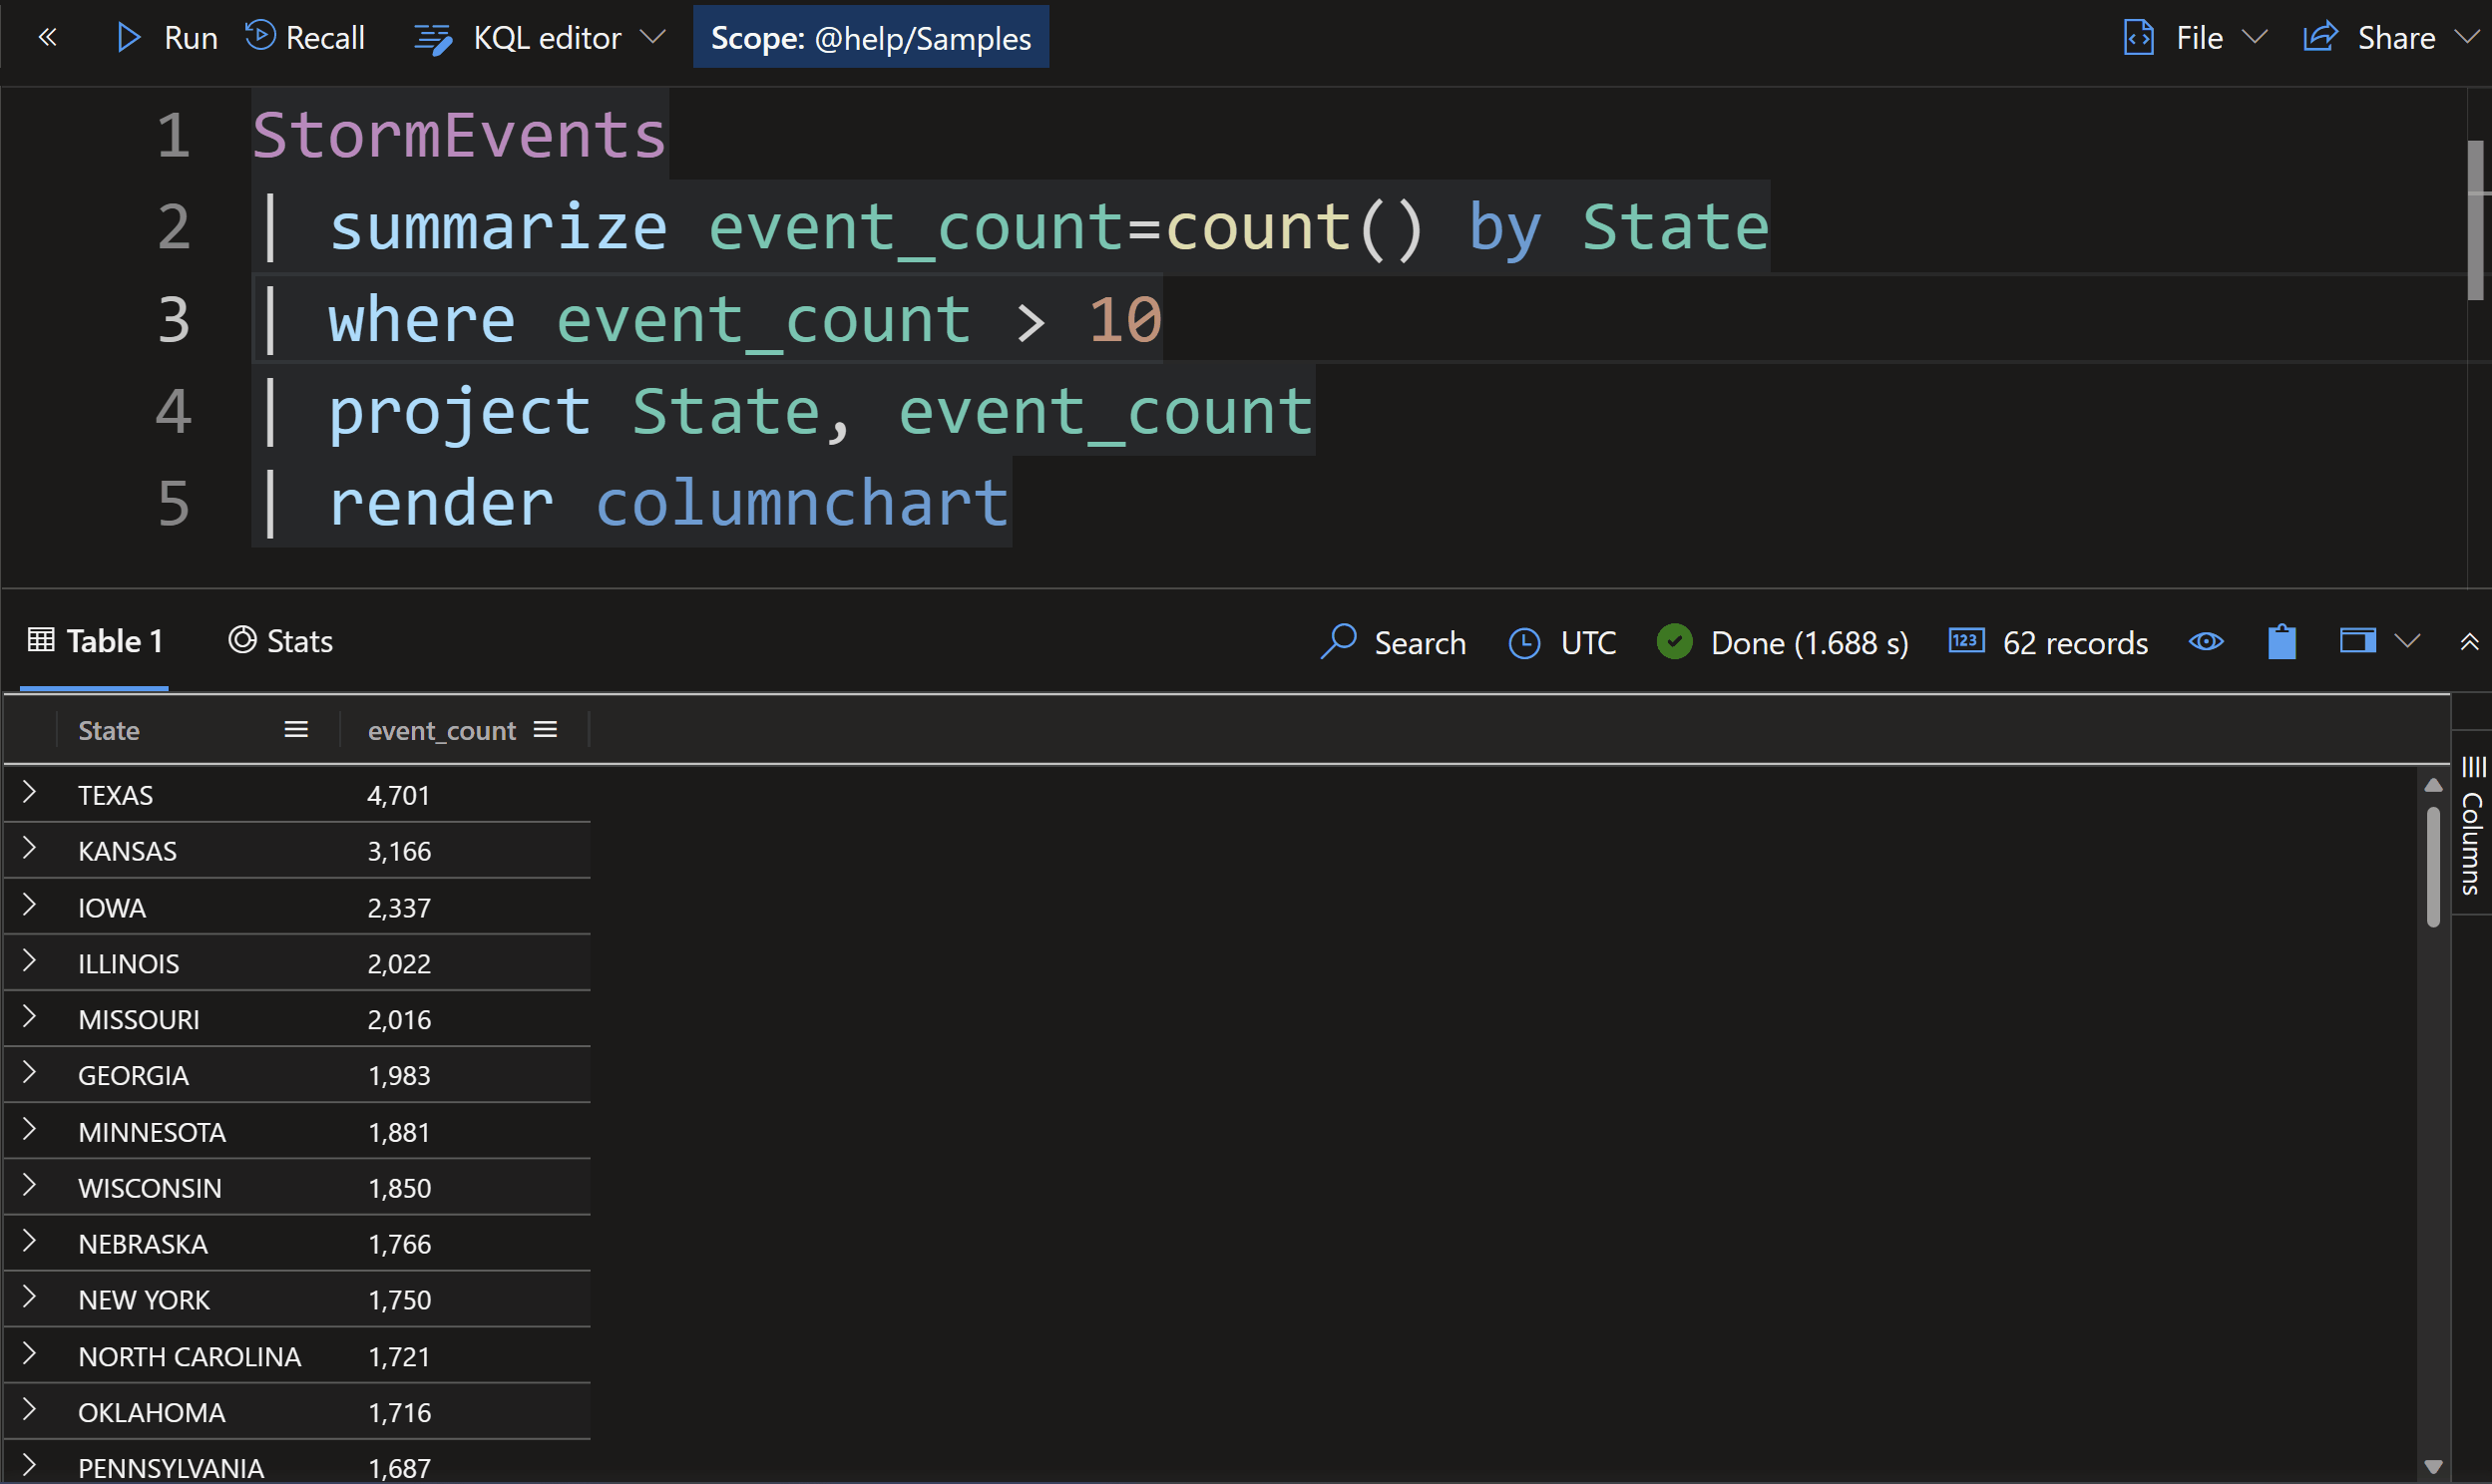 Run Recall KQL editor Scope: @help/Samples File Share
1 StormEvents
2 | summarize event_count=count() by State
3 | where event_count > 10
4 | project State, event_count
5 | render columnchart
Table 1 Stats Search UTC Done (1.688 s) 123 62 records
State event_count
TEXAS 4,701
KANSAS 3,166
IOWA 2,337
ILLINOIS 2,022
MISSOURI 2,016
GEORGIA 1,983
MINNESOTA 1,881
WISCONSIN 1,850
NEBRASKA 1,766
NEW YORK 1,750
NORTH CAROLINA 1,721
OKLAHOMA 1,716
PENNSYLVANIA 1,687
Columns